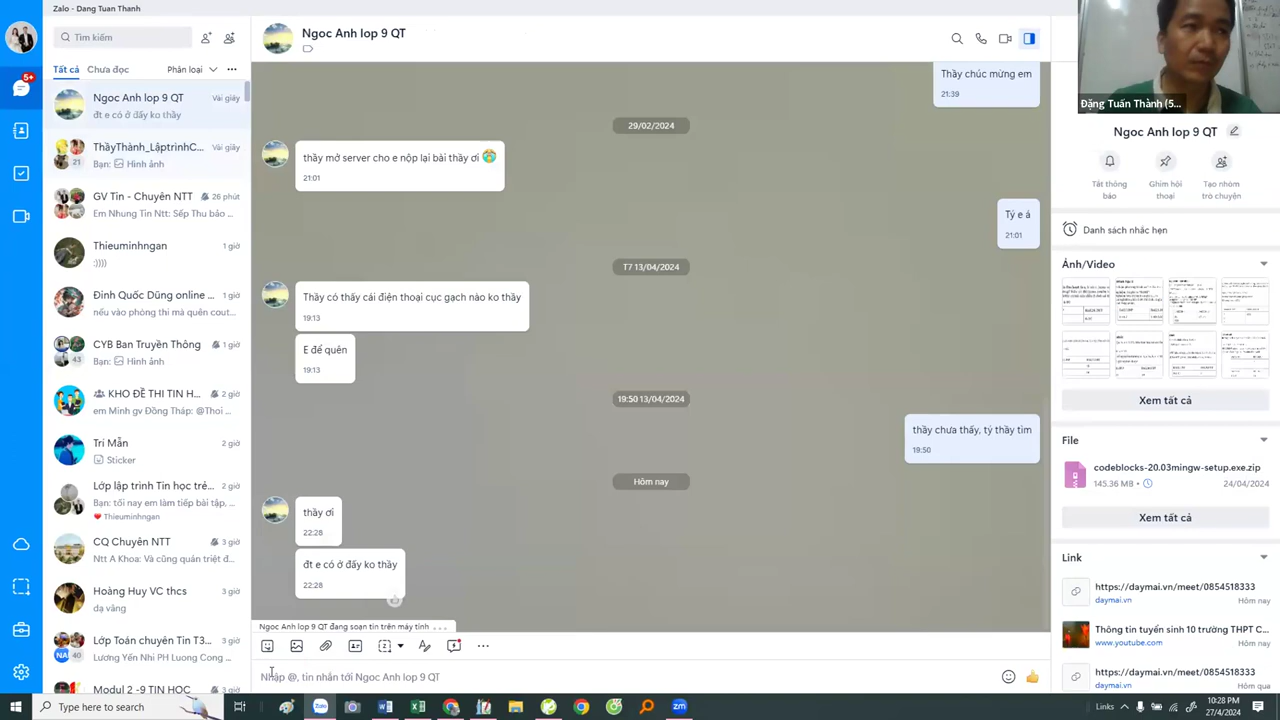 Zalo - Dang Tuan Thanh
5+
Tìm kiếm
Tất cả
Chưa đọc
Phân loại
Ngoc Anh lop 9 QT
Vài giây
đt e có ở đấy ko thầy
ThầyThành_LậptrìnhC...
Vài giây
21
Bạn: Hình ảnh
GV Tin - Chuyên NTT
26 phút
Em Nhung Tin Ntt: Sếp Thu bảo ...
Thieuminhngan
1 giờ
:))))
Đinh Quốc Dũng online ...
1 giờ
nếu vào phòng thi mà quên cout...
CYB Ban Truyền Thông
1 giờ
43
Bạn: Hình ảnh
KHO ĐỀ THI TIN H...
2 giờ
em Minh gv Đồng Tháp: @Thoi ...
Trí Mẫn
2 giờ
Sticker
Lớp lập trình Tin học trê...
2 giờ
Bạn: tối nay em làm tiếp bài tập, ...
Thieuminhngan
CQ Chuyên NTT
3 giờ
Ntt A Khoa: Và cũng quán triệt đ...
Hoàng Huy VC thcs
3 giờ
dạ vâng
Lớp Toán chuyên Tin T3...
3 giờ
NA 40
Lương Yến Nhi PH Luong Cong ...
Modul 2 -9 TIN HOC
3 giờ
Ngoc Anh lop 9 QT
Thầy chúc mừng em
21:39
29/02/2024
thầy mở server cho e nộp lại bài thầy ơi
21:01
Tý e á
21:01
T7 13/04/2024
19:13
E để quên
19:13
19:50 13/04/2024
thầy chưa thấy, tý thầy tìm
19:50
Hôm nay
thầy ơi
22:28
đt e có ở đấy ko thầy
22:28
Ngoc Anh lop 9 QT đang soạn tin trên máy tính ...
Nhập @, tin nhắn tới Ngoc Anh lop 9 QT
Đặng Tuấn Thành (5...
Ngoc Anh lop 9 QT
Tắt thông báo
Ghim hội thoại
Tạo nhóm trò chuyện
Danh sách nhắc hẹn
Ảnh/Video
Xem tất cả
File
codeblocks-20.03mingw-setup.exe.zip
145.36 MB
24/04/2024
Xem tất cả
Link
https://daymai.vn/meet/0854518333
daymai.vn
Hôm nay
Thông tin tuyển sinh 10 trường THPT C...
www.youtube.com
Hôm nay
https://daymai.vn/meet/0854518333
daymai.vn
Hôm qua
Type here to search
Zalo
zm
Links
10:28 PM
27/4/2024